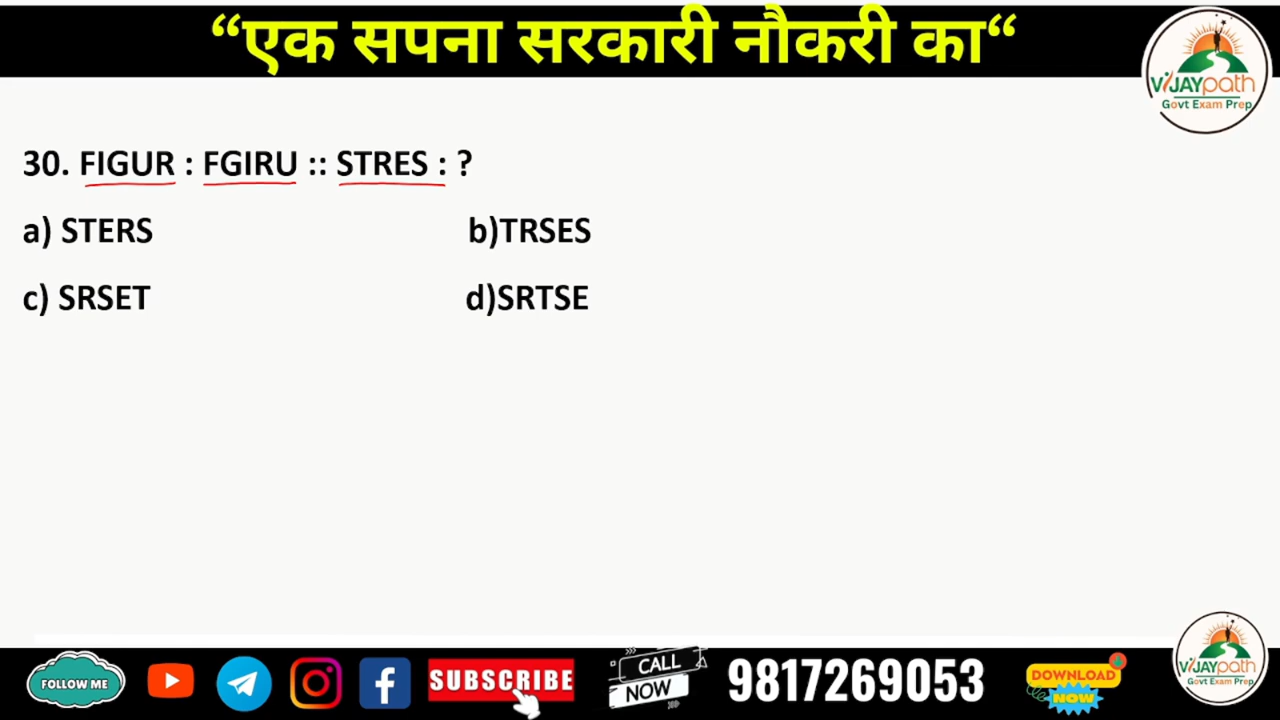 “एक सपना सरकारी नौकरी का“
VIJAYpath
Govt Exam Prep
30. FIGUR : FGIRU :: STRES : ?
a) STERS b)TRSES
c) SRSET d)SRTSE
FOLLOW ME
SUBSCRIBE
CALL
NOW
9817269053
DOWNLOAD
NOW
VIJAYpath
Govt Exam Prep